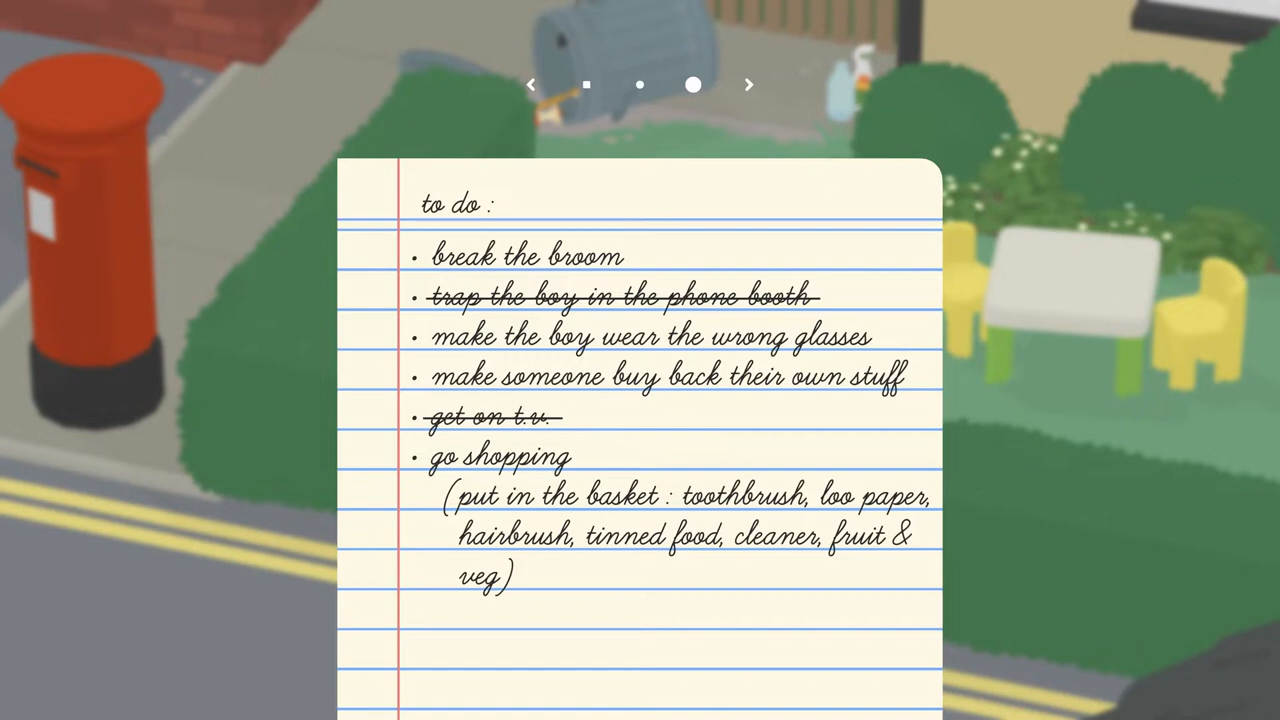 to do :
• break the broom
• trap the boy in the phone booth
• make the boy wear the wrong glasses
• make someone buy back their own stuff
• get on t.v.
• go shopping
(put in the basket : toothbrush, loo paper,
hairbrush, tinned food, cleaner, fruit &
veg)